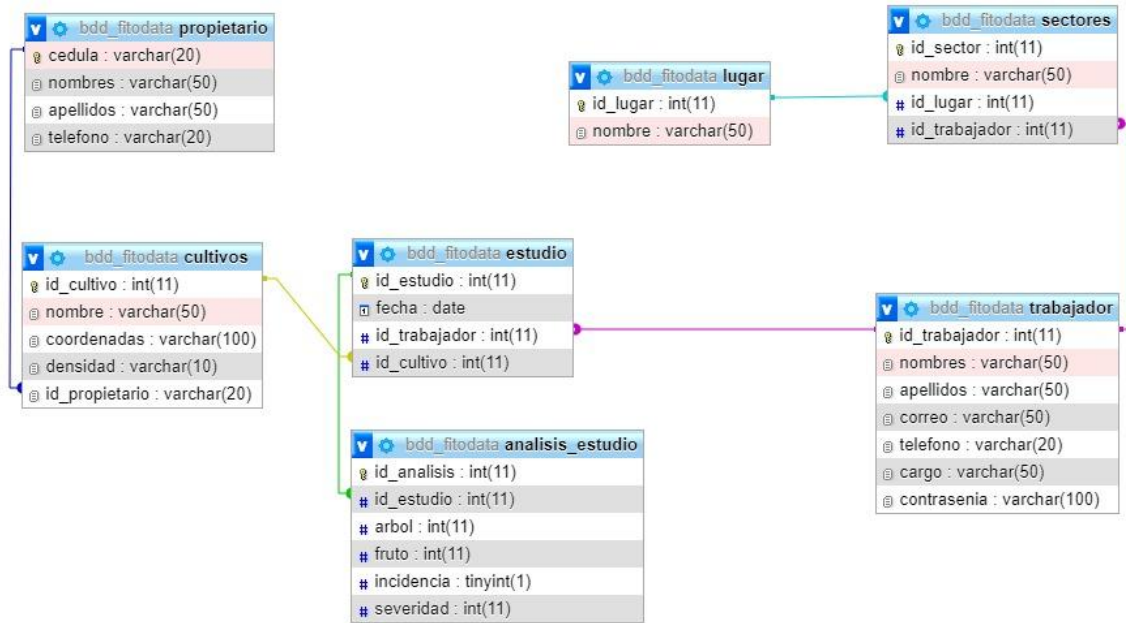 bdd_fitodata propietario
cedula : varchar(20)
nombres : varchar(50)
apellidos : varchar(50)
telefono : varchar(20)
bdd_fitodata lugar
id_lugar : int(11)
nombre : varchar(50)
bdd_fitodata sectores
id_sector : int(11)
nombre : varchar(50)
id_lugar : int(11)
id_trabajador : int(11)
bdd_fitodata cultivos
id_cultivo : int(11)
nombre : varchar(50)
coordenadas : varchar(100)
densidad : varchar(10)
id_propietario : varchar(20)
bdd_fitodata estudio
id_estudio : int(11)
fecha : date
id_trabajador : int(11)
id_cultivo : int(11)
bdd_fitodata analisis_estudio
id_analisis : int(11)
id_estudio : int(11)
arbol : int(11)
fruto : int(11)
incidencia : tinyint(1)
severidad : int(11)
bdd_fitodata trabajador
id_trabajador : int(11)
nombres : varchar(50)
apellidos : varchar(50)
correo : varchar(50)
telefono : varchar(20)
cargo : varchar(50)
contrasenia : varchar(100)